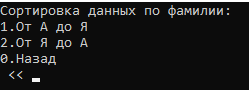 Сортировка данных по фамилии:
1.От А до Я
2.От Я до А
0.Назад
<<